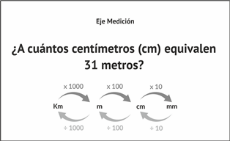 Eje Medición
¿A cuántos centímetros (cm) equivalen
31 metros?
x 1000 x 100 x 10
Km m cm mm
÷ 1000 ÷ 100 ÷ 10